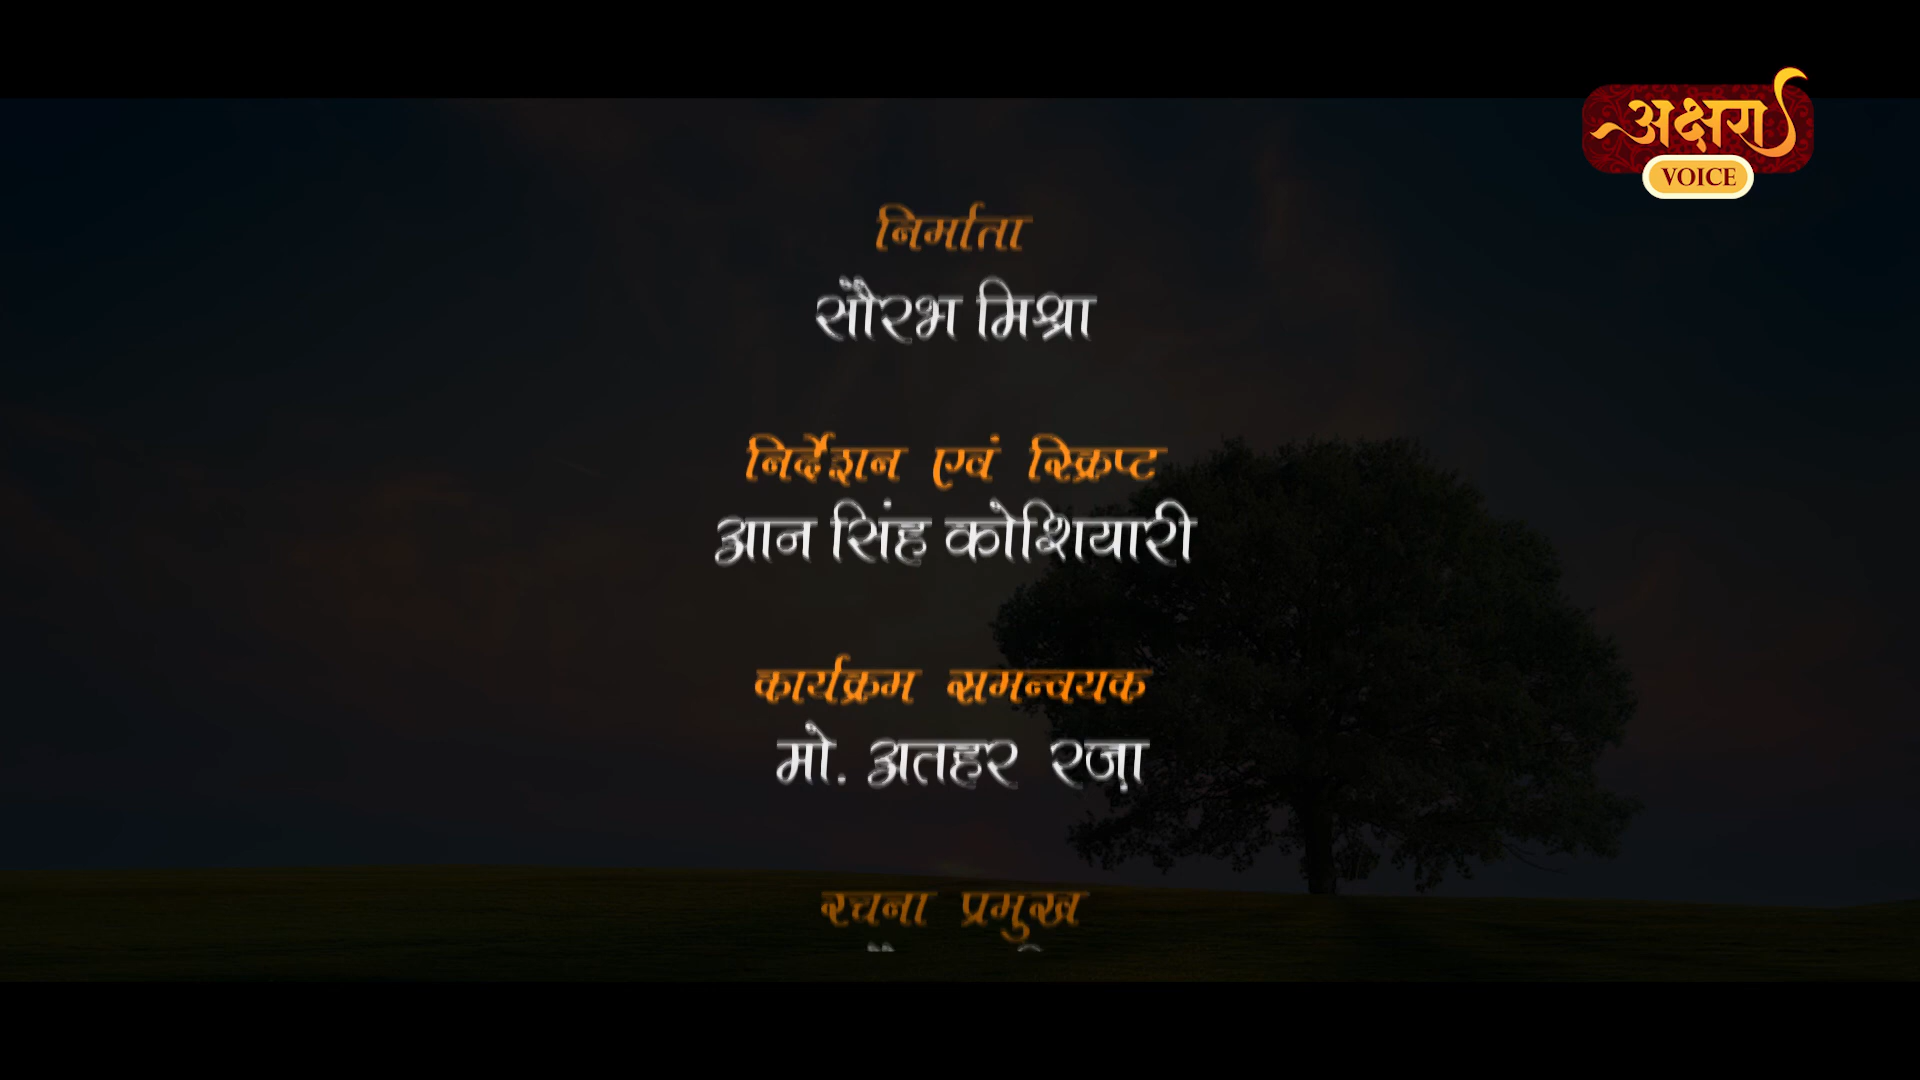 अक्षरा
VOICE
निर्माता
सौरभ मिश्रा
निर्देशन एवं स्क्रिप्ट
आन सिंह कोशियारी
कार्यक्रम समन्वयक
मो. अतहर रज़ा
रचना प्रमुख